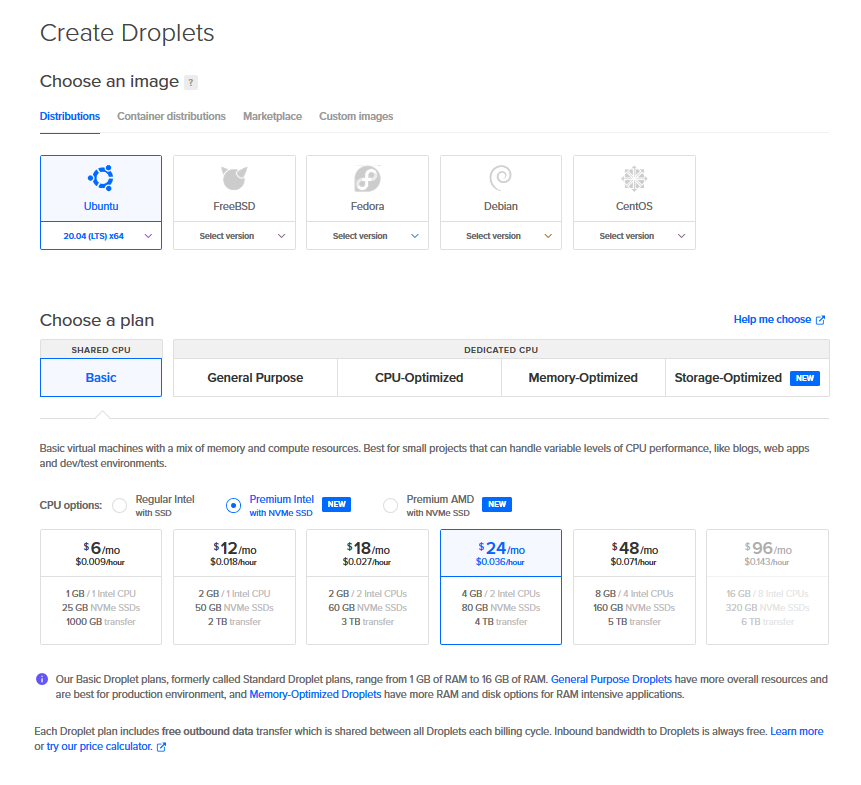 Create Droplets
Choose an image ?
Distributions Container distributions Marketplace Custom images
Ubuntu FreeBSD Fedora Debian CentOS
20.04 (LTS) x64 Select version Select version Select version Select version
Choose a plan Help me choose
SHARED CPU DEDICATED CPU
Basic General Purpose CPU-Optimized Memory-Optimized Storage-Optimized NEW
Basic virtual machines with a mix of memory and compute resources. Best for small projects that can handle variable levels of CPU performance, like blogs, web apps
and dev/test environments.
CPU options: Regular Intel with SSD Premium Intel with NVMe SSD NEW Premium AMD with NVMe SSD NEW
$6/mo $12/mo $18/mo $24/mo $48/mo $96/mo
$0.009/hour $0.018/hour $0.027/hour $0.036/hour $0.071/hour $0.143/hour
1 GB / 1 Intel CPU 2 GB / 1 Intel CPU 2 GB / 2 Intel CPUs 4 GB / 2 Intel CPUs 8 GB / 4 Intel CPUs 16 GB / 8 Intel CPUs
25 GB NVMe SSDs 50 GB NVMe SSDs 60 GB NVMe SSDs 80 GB NVMe SSDs 160 GB NVMe SSDs 320 GB NVMe SSDs
1000 GB transfer 2 TB transfer 3 TB transfer 4 TB transfer 5 TB transfer 6 TB transfer
Our Basic Droplet plans, formerly called Standard Droplet plans, range from 1 GB of RAM to 16 GB of RAM. General Purpose Droplets have more overall resources and
are best for production environment, and Memory-Optimized Droplets have more RAM and disk options for RAM intensive applications.
Each Droplet plan includes free outbound data transfer which is shared between all Droplets each billing cycle. Inbound bandwidth to Droplets is always free. Learn more
or try our price calculator.